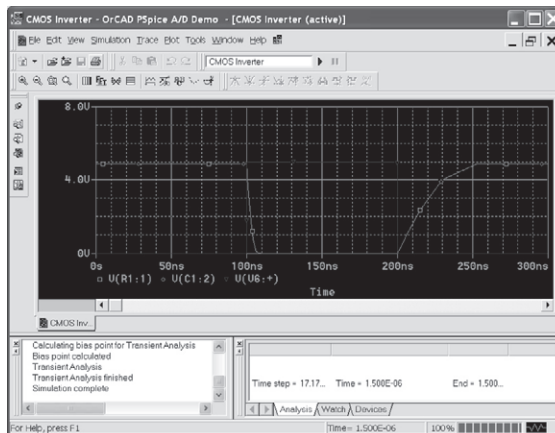 CMOS Inverter - OrCAD PSpice A/D Demo - [CMOS Inverter (active)]
File Edit View Simulation Trace Plot Tools Window Help
CMOS Inverter
8.0V
4.0V
0V
0s 50ns 100ns 150ns 200ns 250ns 300ns
V(R1:1) V(C1:2) V(V6:+)
Time
CMOS Inv...
Calculating bias point for Transient Analysis
Bias point calculated
Transient Analysis
Transient Analysis finished
Simulation complete
Time step = 17.17... Time = 1.500E-06 End = 1.500...
Analysis Watch Devices
For Help, press F1 Time= 1.500E-06 100%